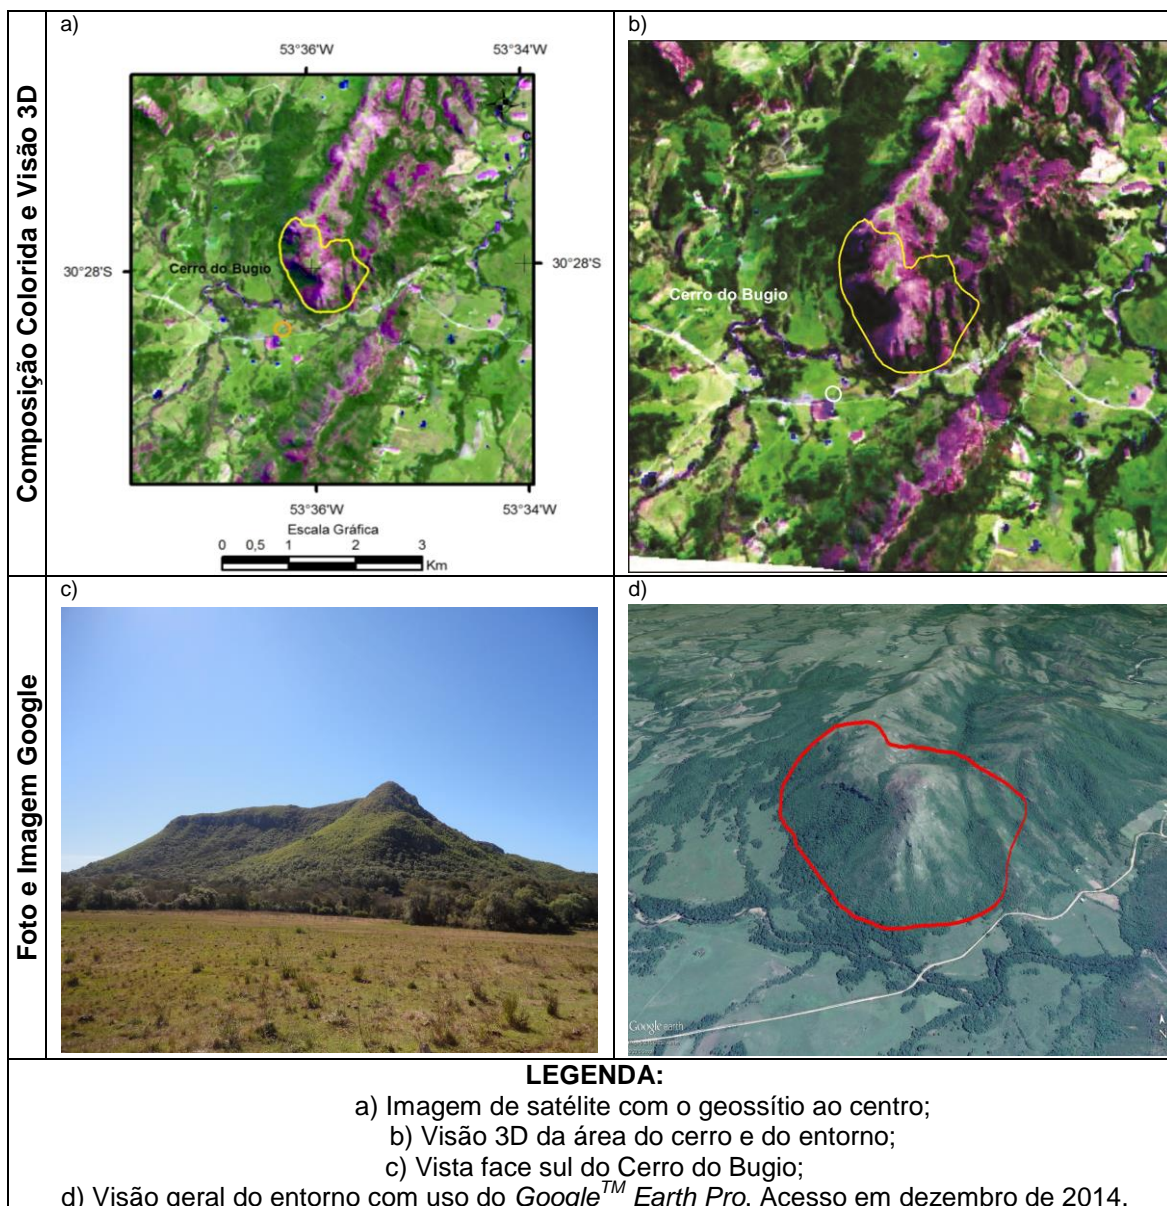 Composição Colorida e Visão 3D
a)
53°36'W
53°34'W
30°28'S
Cerro do Bugio
30°28'S
53°36'W
53°34'W
Escala Gráfica
0 0,5 1 2 3
Km
b)
Cerro do Bugio
Foto e Imagem Google
c)
d)
Google earth
LEGENDA:
a) Imagem de satélite com o geossítio ao centro;
b) Visão 3D da área do cerro e do entorno;
c) Vista face sul do Cerro do Bugio;
d) Visão geral do entorno com uso do Google™ Earth Pro. Acesso em dezembro de 2014.